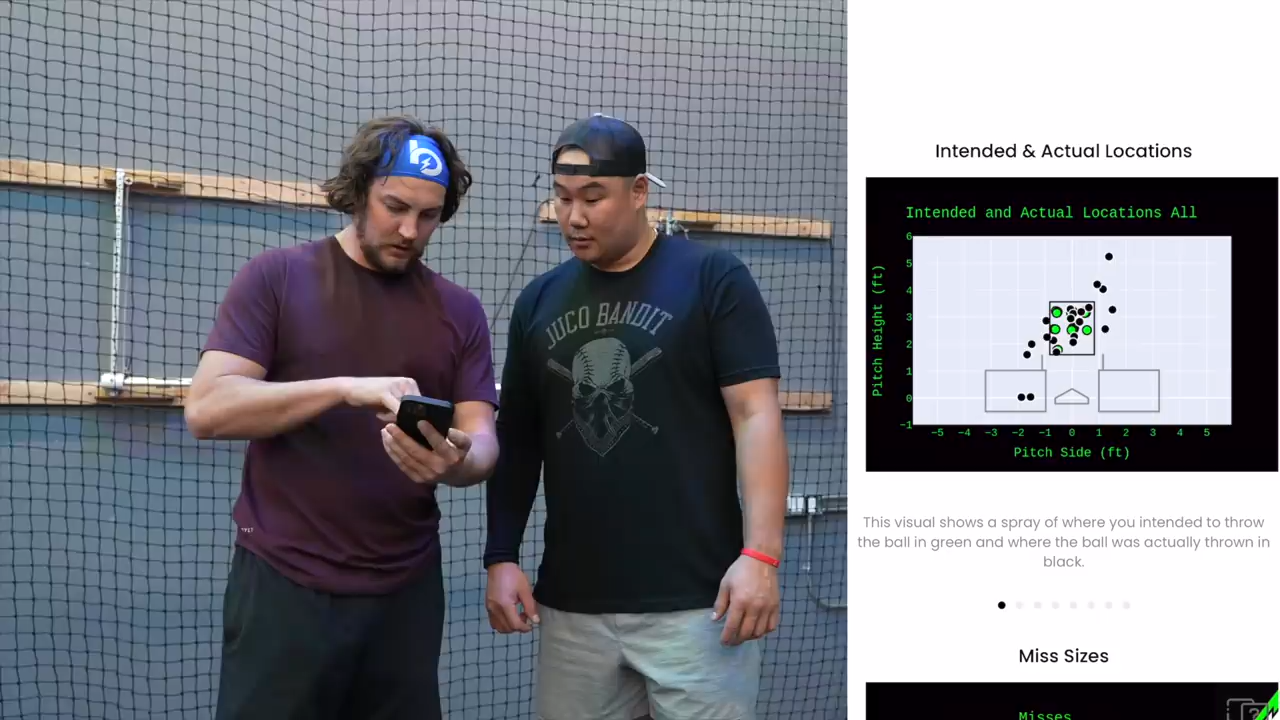 JUCO BANDIT
Intended & Actual Locations
Intended and Actual Locations All
Pitch Height (ft)
6
5
4
3
2
1
0
−1
−5 −4 −3 −2 −1 0 1 2 3 4 5
Pitch Side (ft)
This visual shows a spray of where you intended to throw
the ball in green and where the ball was actually thrown in
black.
Miss Sizes
Misses